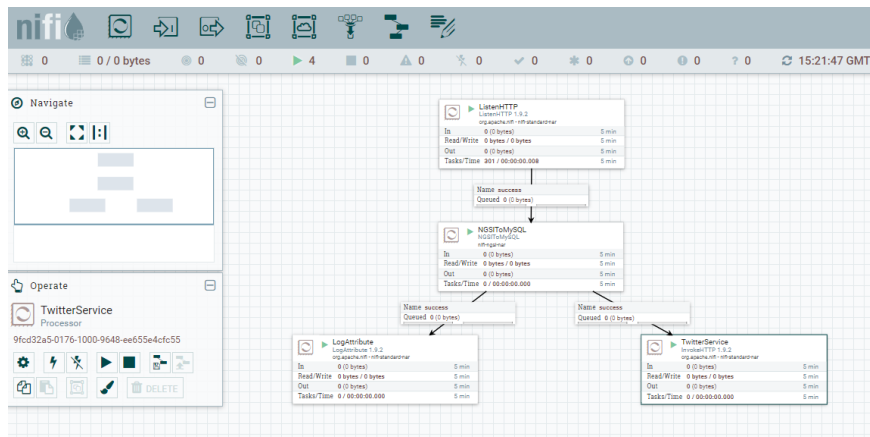 nifi
0 0 / 0 bytes 0 0 4 0 0 0 0 0 0 0 ? 0 15:21:47 GMT
Navigate
Operate
TwitterService
Processor
9fcd32a5-0176-1000-9648-ee655e4cfc55
DELETE
ListenHTTP
ListenHTTP 1.9.2
org.apache.nifi - nifi-standard-nar
In 0 (0 bytes) 5 min
Read/Write 0 bytes / 0 bytes 5 min
Out 0 (0 bytes) 5 min
Tasks/Time 301 / 00:00:00.008 5 min
Name success
Queued 0 (0 bytes)
NGSIToMySQL
NGSIToMySQL
nifi-ngsi-nar
In 0 (0 bytes) 5 min
Read/Write 0 bytes / 0 bytes 5 min
Out 0 (0 bytes) 5 min
Tasks/Time 0 / 00:00:00.000 5 min
Name success
Queued 0 (0 bytes)
Name success
Queued 0 (0 bytes)
LogAttribute
LogAttribute 1.9.2
org.apache.nifi - nifi-standard-nar
In 0 (0 bytes) 5 min
Read/Write 0 bytes / 0 bytes 5 min
Out 0 (0 bytes) 5 min
Tasks/Time 0 / 00:00:00.000 5 min
TwitterService
InvokeHTTP 1.9.2
org.apache.nifi - nifi-standard-nar
In 0 (0 bytes) 5 min
Read/Write 0 bytes / 0 bytes 5 min
Out 0 (0 bytes) 5 min
Tasks/Time 0 / 00:00:00.000 5 min